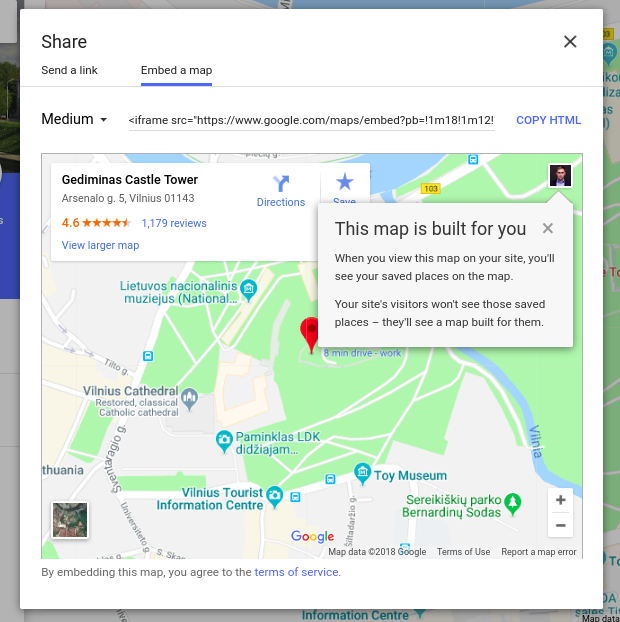 Share
Send a link
Embed a map
Medium
<iframe src="https://www.google.com/maps/embed?pb=!1m18!1m12!
COPY HTML
Gediminas Castle Tower
Arsenalo g. 5, Vilnius 01143
4.6
1,179 reviews
View larger map
Directions
Save
103
This map is built for you
When you view this map on your site, you'll
see your saved places on the map.
Your site's visitors won't see those saved
places – they'll see a map built for them.
Lietuvos nacionalinis
muziejus (National...
8 min drive - work
Tilto g.
Vilnius Cathedral
Restored, classical
Catholic cathedral
Šventaragio g.
Paminklas LDK
didžiajam...
Vilnia
lithuania
Toy Museum
Vilnius Tourist
Information Centre
Sereikiškių parko
Bernardinų Sodas
Universiteto g.
Šiltadaržio g.
s. Skap
Google
Map data ©2018 Google
Terms of Use
Report a map error
By embedding this map, you agree to the terms of service.
Information Centre
Map data